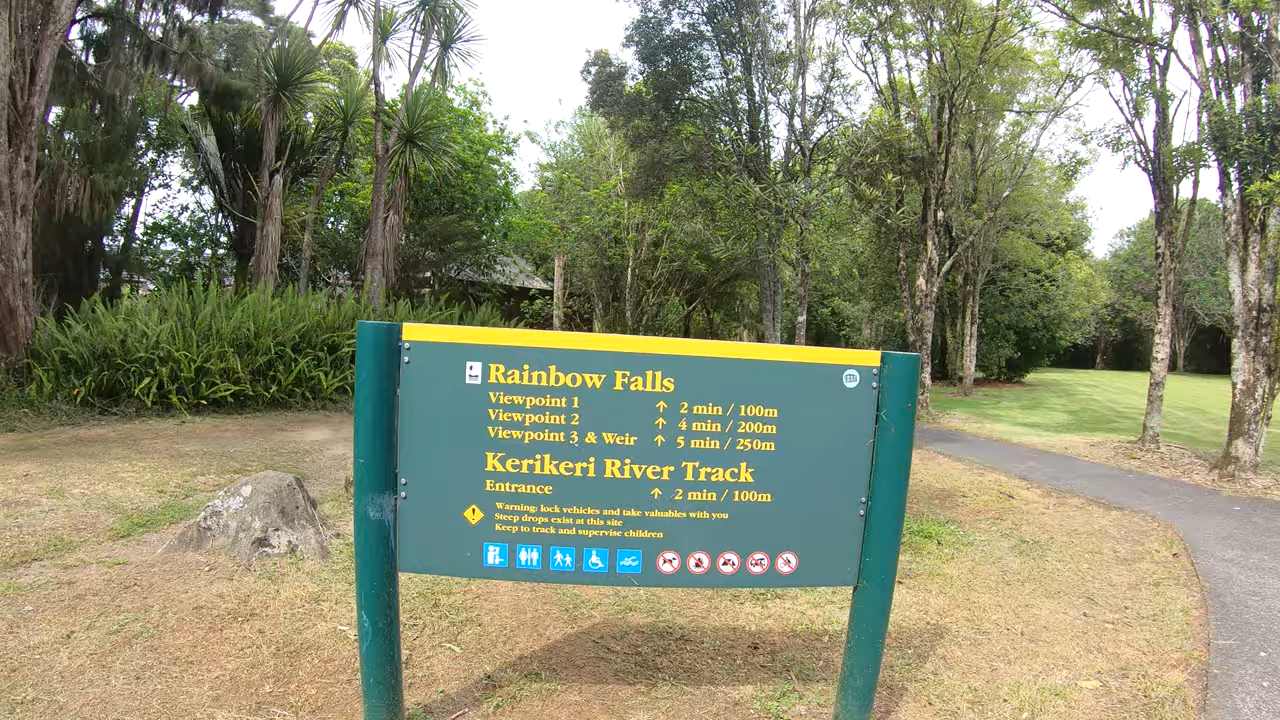 Rainbow Falls
Viewpoint 1 ↑ 2 min / 100m
Viewpoint 2 ↑ 4 min / 200m
Viewpoint 3 & Weir ↑ 5 min / 250m
Kerikeri River Track
Entrance ↑ 2 min / 100m
Warning: lock vehicles and take valuables with you
Steep drops exist at this site
Keep to track and supervise children